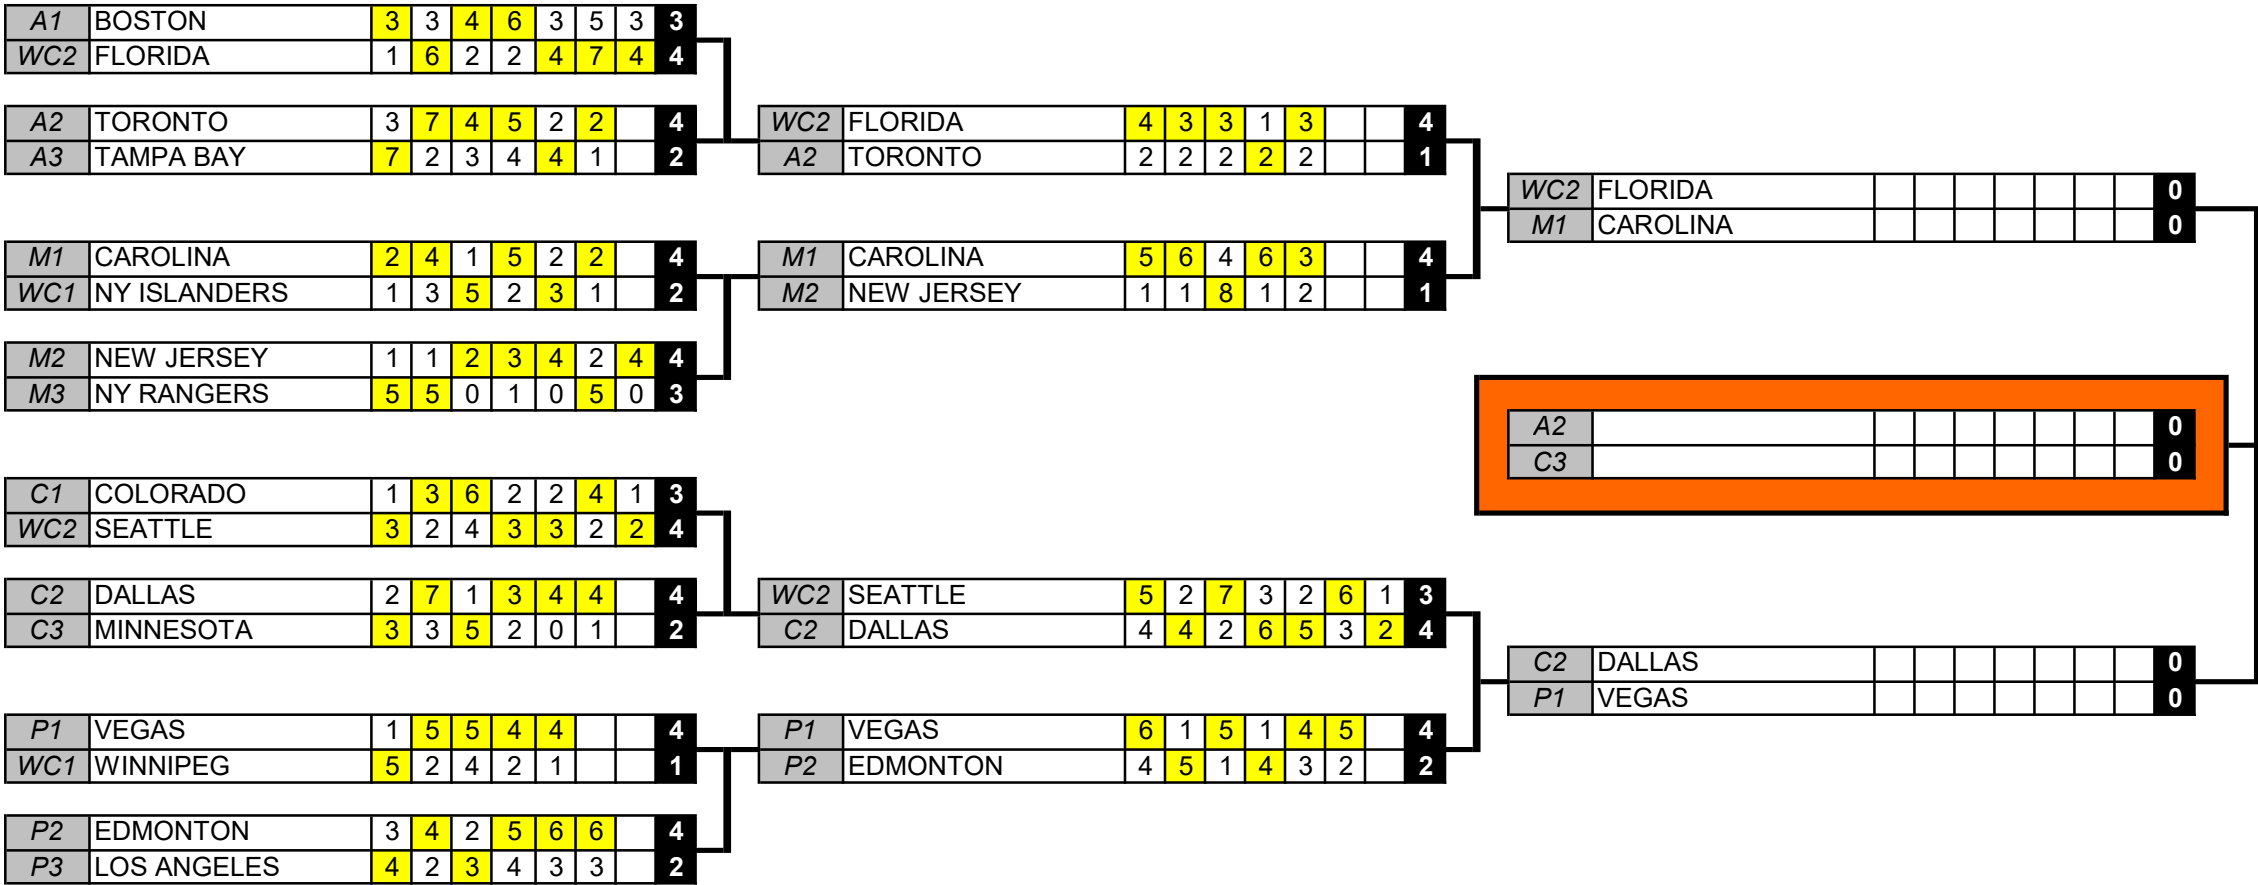 A1 BOSTON 3 3 4 6 3 5 3 3
WC2 FLORIDA 1 6 2 2 4 7 4 4
A2 TORONTO 3 7 4 5 2 2 4
A3 TAMPA BAY 7 2 3 4 4 1 2
M1 CAROLINA 2 4 1 5 2 2 4
WC1 NY ISLANDERS 1 3 5 2 3 1 2
M2 NEW JERSEY 1 1 2 3 4 2 4 4
M3 NY RANGERS 5 5 0 1 0 5 0 3
C1 COLORADO 1 3 6 2 2 4 1 3
WC2 SEATTLE 3 2 4 3 3 2 2 4
C2 DALLAS 2 7 1 3 4 4 4
C3 MINNESOTA 3 3 5 2 0 1 2
P1 VEGAS 1 5 5 4 4 4
WC1 WINNIPEG 5 2 4 2 1 1
P2 EDMONTON 3 4 2 5 6 6 4
P3 LOS ANGELES 4 2 3 4 3 3 2
WC2 FLORIDA 4 3 3 1 3 4
A2 TORONTO 2 2 2 2 2 1
M1 CAROLINA 5 6 4 6 3 4
M2 NEW JERSEY 1 1 8 1 2 1
WC2 SEATTLE 5 2 7 3 2 6 1 3
C2 DALLAS 4 4 2 6 5 3 2 4
P1 VEGAS 6 1 5 1 4 5 4
P2 EDMONTON 4 5 1 4 3 2 2
WC2 FLORIDA 0
M1 CAROLINA 0
A2 0
C3 0
C2 DALLAS 0
P1 VEGAS 0